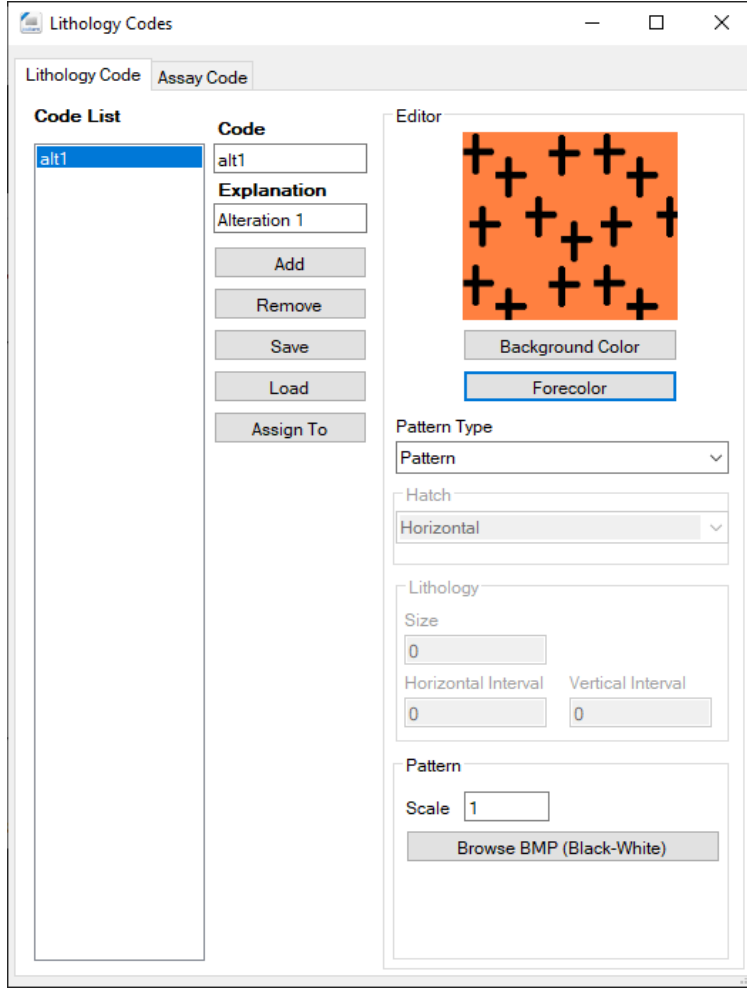 Lithology Codes
Lithology Code
Assay Code
Code List
alt1
Code
alt1
Explanation
Alteration 1
Add
Remove
Save
Load
Assign To
Editor
Background Color
Forecolor
Pattern Type
Pattern
Hatch
Horizontal
Lithology
Size
0
Horizontal Interval Vertical Interval
0 0
Pattern
Scale 1
Browse BMP (Black-White)